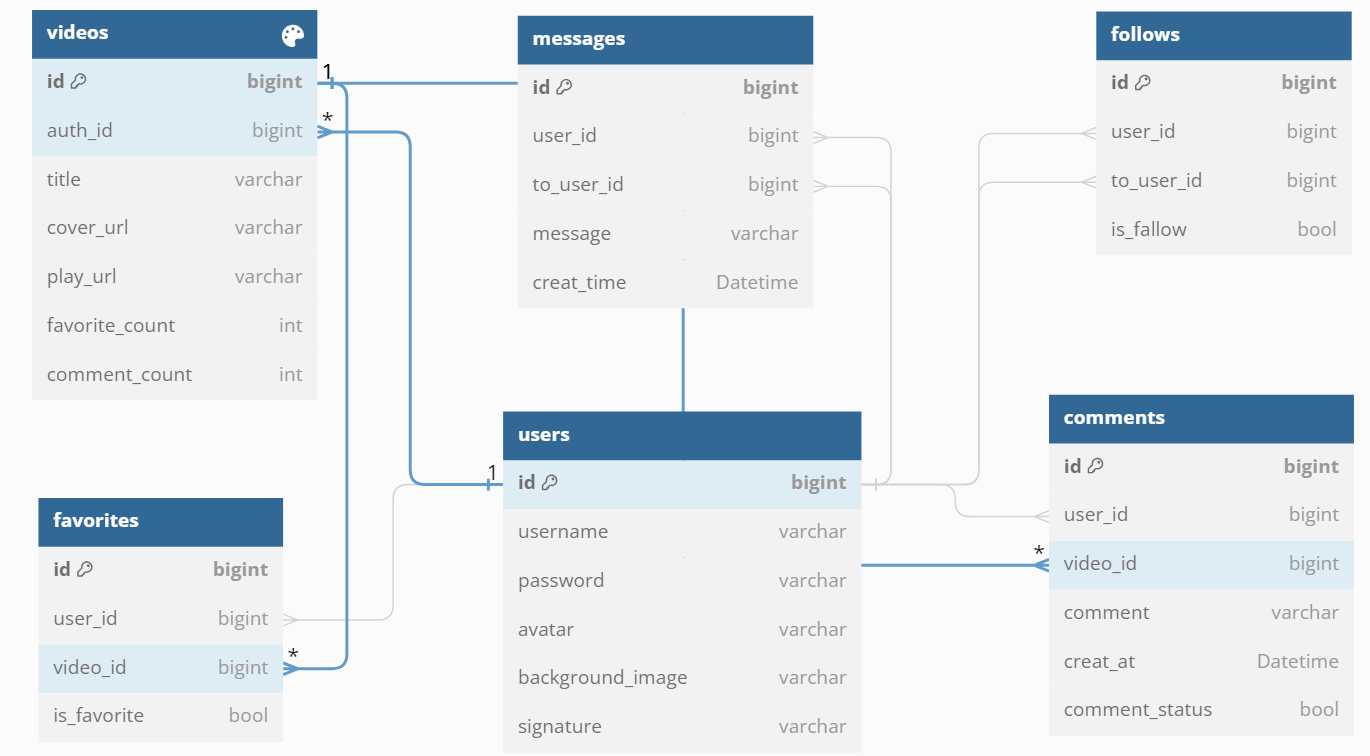 videos
id bigint
auth_id bigint
title varchar
cover_url varchar
play_url varchar
favorite_count int
comment_count int
1
*
messages
id bigint
user_id bigint
to_user_id bigint
message varchar
creat_time Datetime
follows
id bigint
user_id bigint
to_user_id bigint
is_fallow bool
favorites
id bigint
user_id bigint
video_id bigint
is_favorite bool
*
1
users
id bigint
username varchar
password varchar
avatar varchar
background_image varchar
signature varchar
*
comments
id bigint
user_id bigint
video_id bigint
comment varchar
creat_at Datetime
comment_status bool